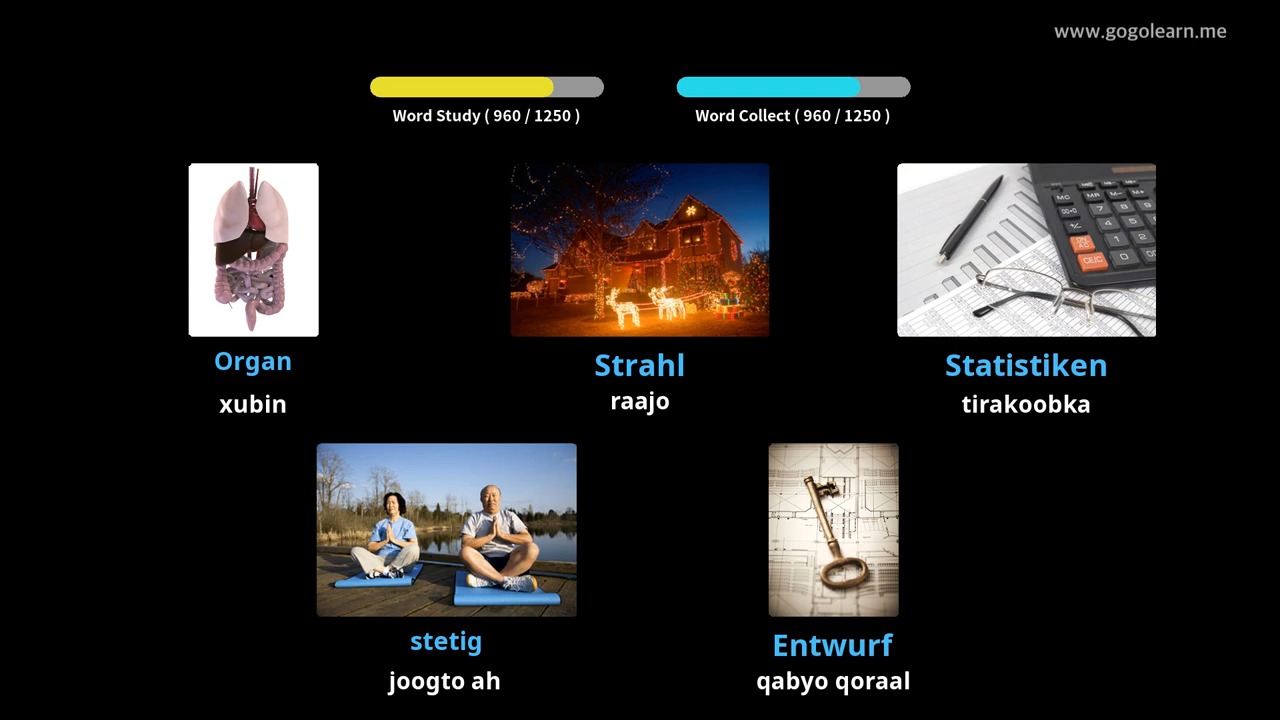 www.gogolearn.me
Word Study ( 960 / 1250 )
Word Collect ( 960 / 1250 )
Organ
xubin
Strahl
raajo
Statistiken
tirakoobka
stetig
joogto ah
Entwurf
qabyo qoraal